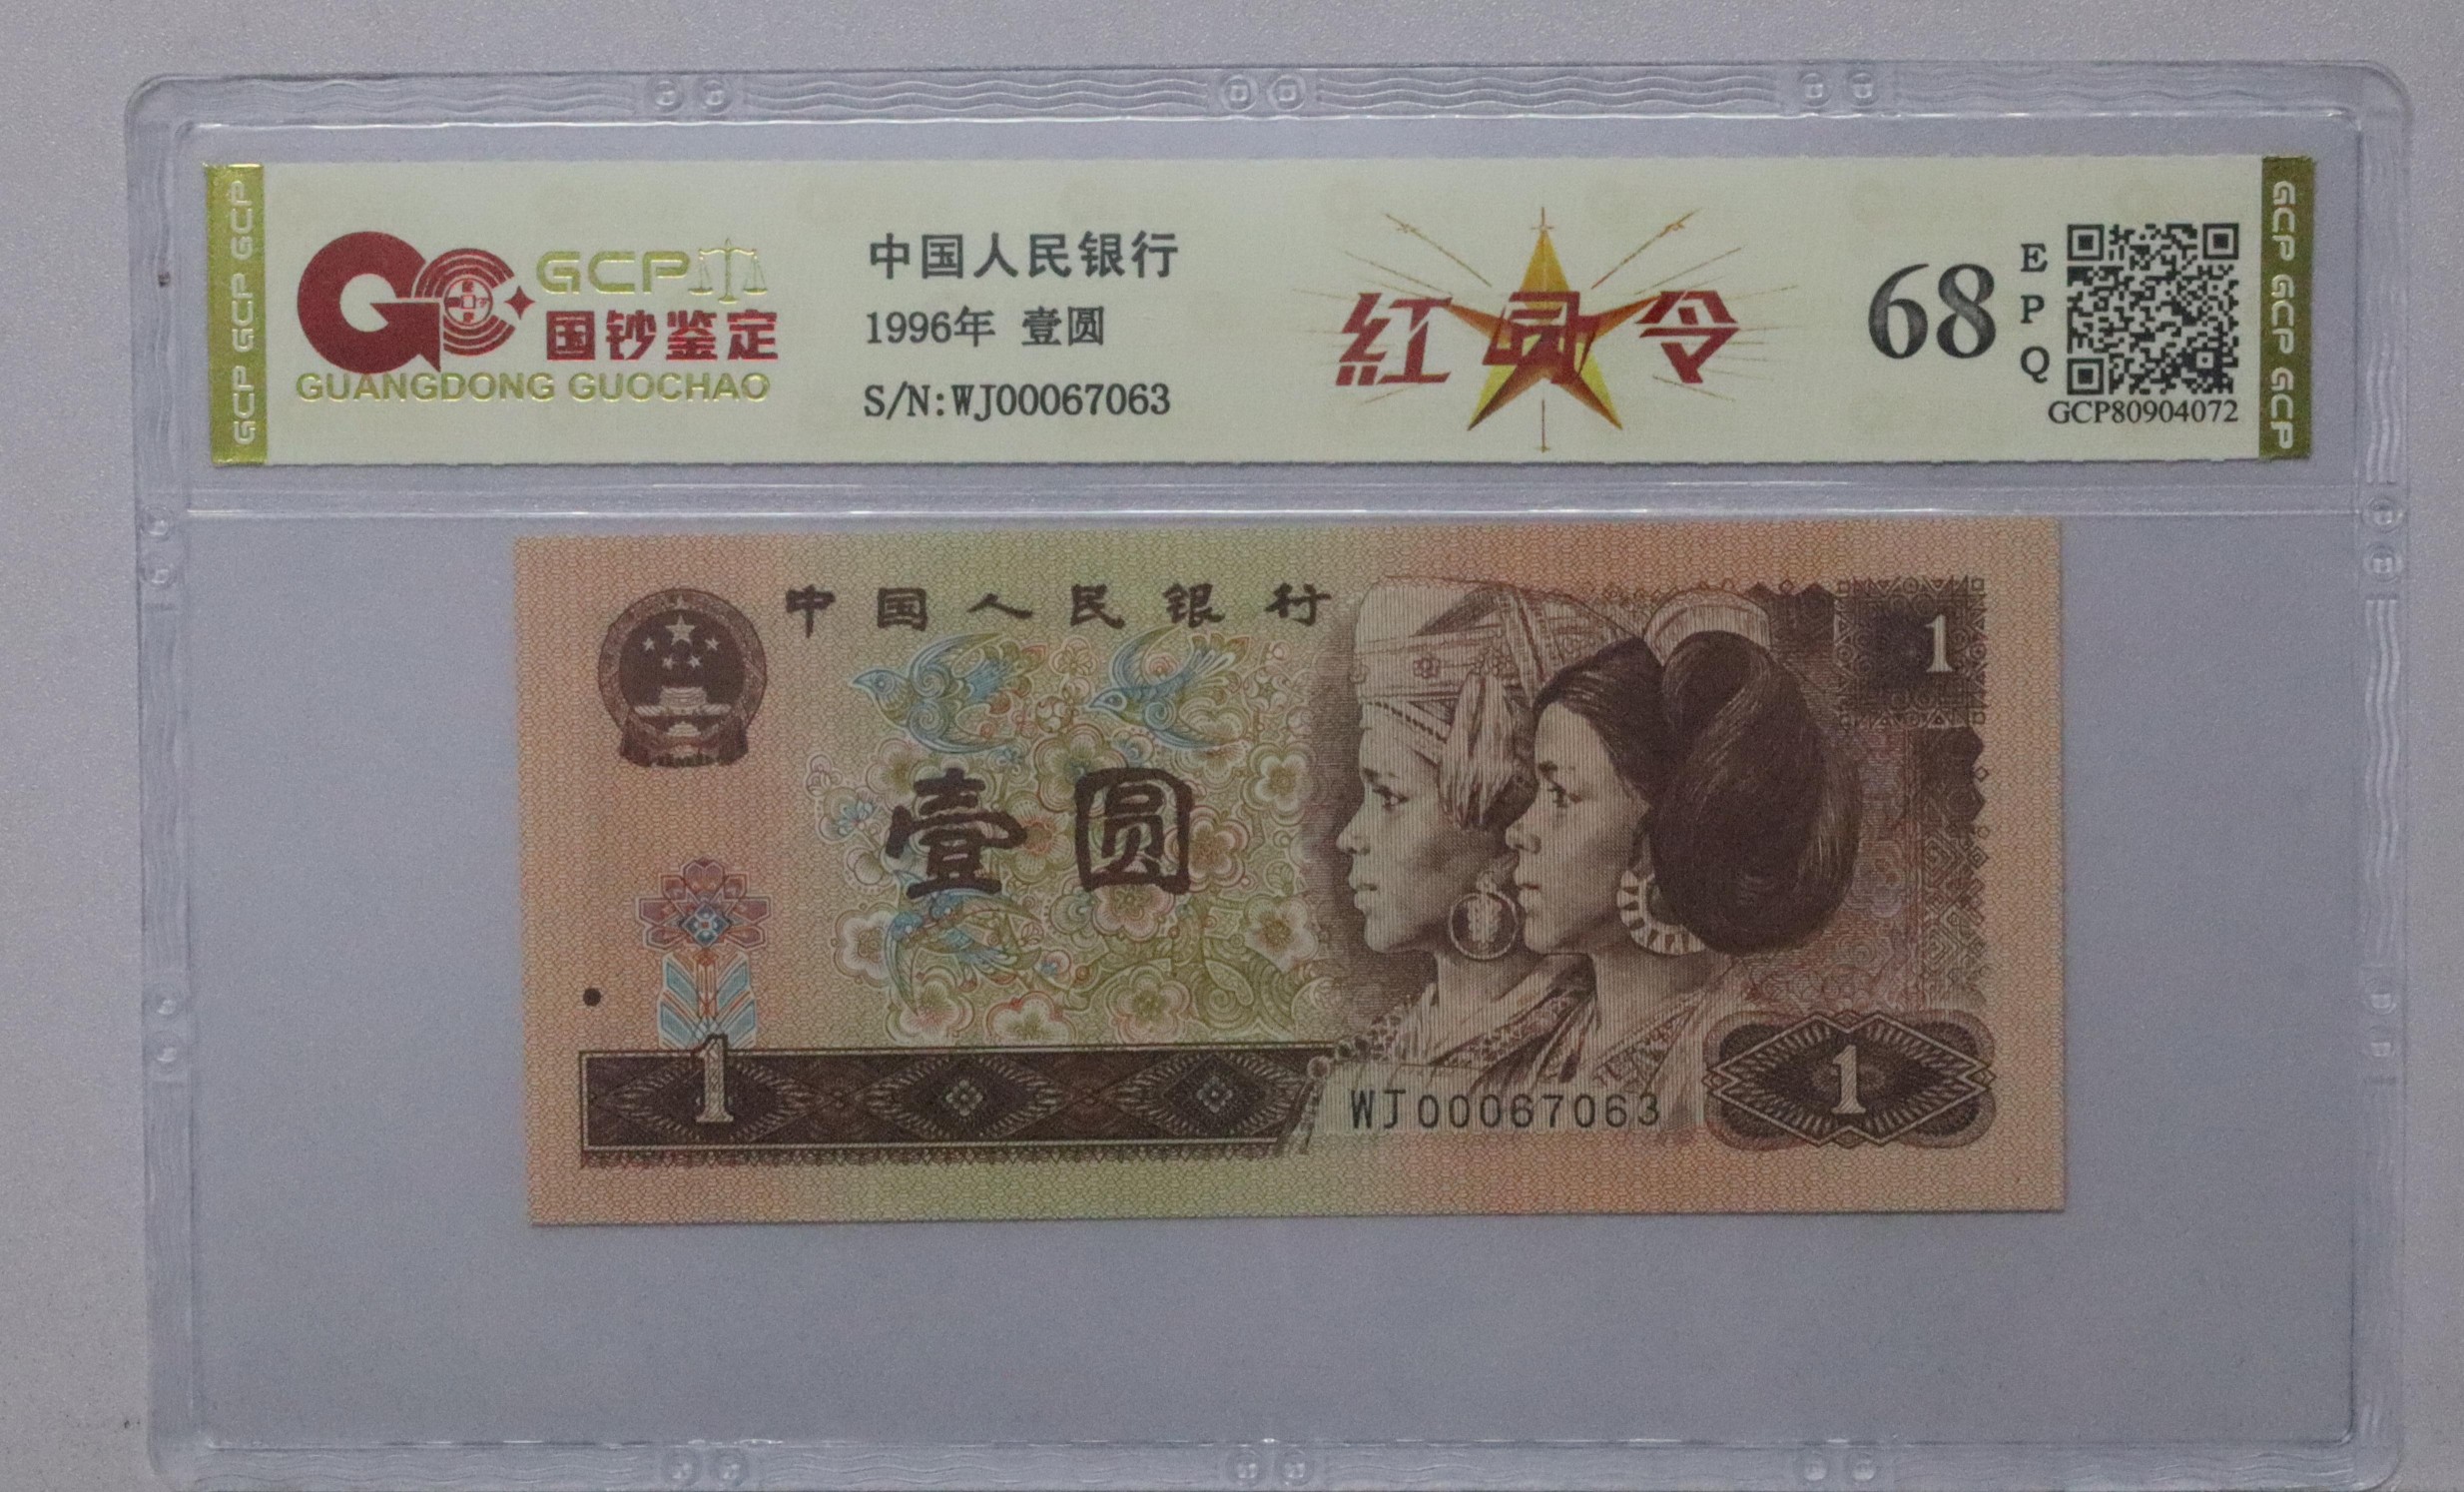 GCP GCP GCP
GCP
国钞鉴定
GUANGDONG GUOCHAO
中国人民银行
1996年 壹圆
S/N:WJ00067063
紅 令
68
E
P
Q
GCP80904072
GCP GCP GCP
中国人民银行
1
壹圆
1
WJ00067063
1